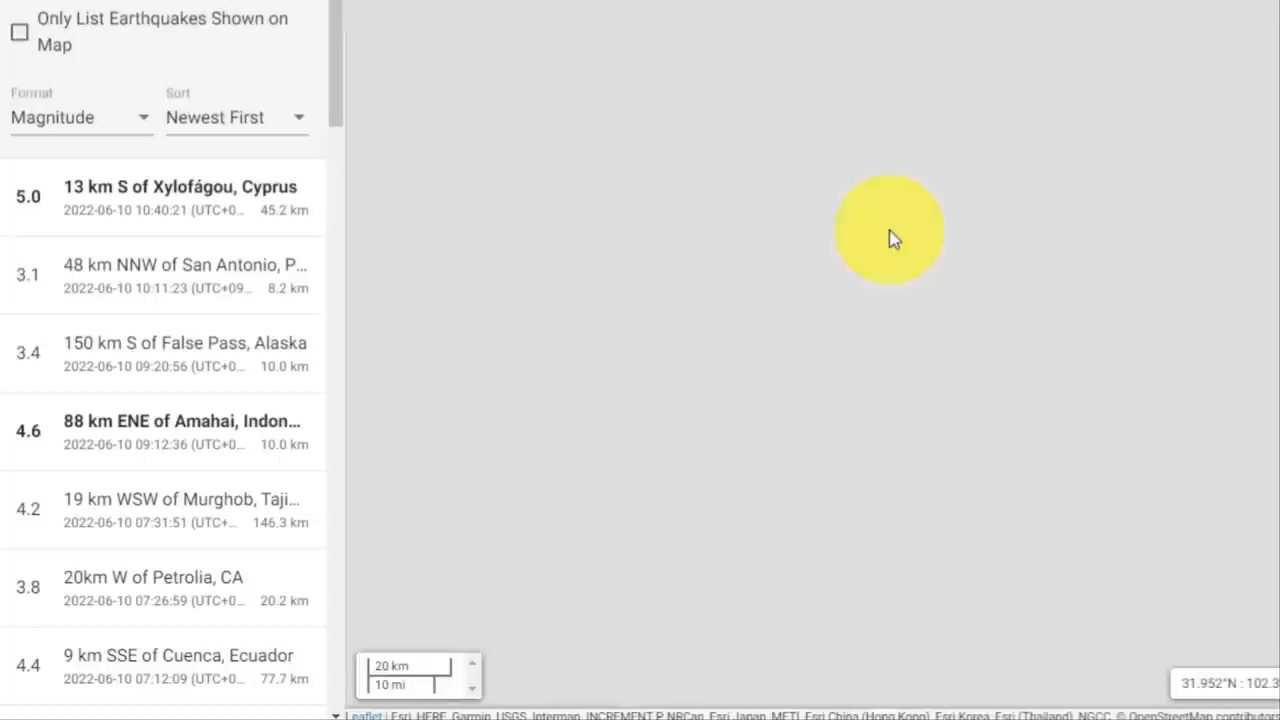 Only List Earthquakes Shown on
Map
Format
Sort
Magnitude
Newest First
5.0
13 km S of Xylofágou, Cyprus
2022-06-10 10:40:21 (UTC+0...
45.2 km
3.1
48 km NNW of San Antonio, P...
2022-06-10 10:11:23 (UTC+09...
8.2 km
3.4
150 km S of False Pass, Alaska
2022-06-10 09:20:56 (UTC+0...
10.0 km
4.6
88 km ENE of Amahai, Indon...
2022-06-10 09:12:36 (UTC+0...
10.0 km
4.2
19 km WSW of Murghob, Taji...
2022-06-10 07:31:51 (UTC+...
146.3 km
3.8
20km W of Petrolia, CA
2022-06-10 07:26:59 (UTC+0...
20.2 km
4.4
9 km SSE of Cuenca, Ecuador
2022-06-10 07:12:09 (UTC+0...
77.7 km
20 km
10 mi
31.952°N : 102.3
Leaflet | Esri, HERE, Garmin, USGS, Intermap, INCREMENT P, NRCan, Esri Japan, METI, Esri China (Hong Kong), Esri Korea, Esri (Thailand), NGCC, © OpenStreetMap contributors